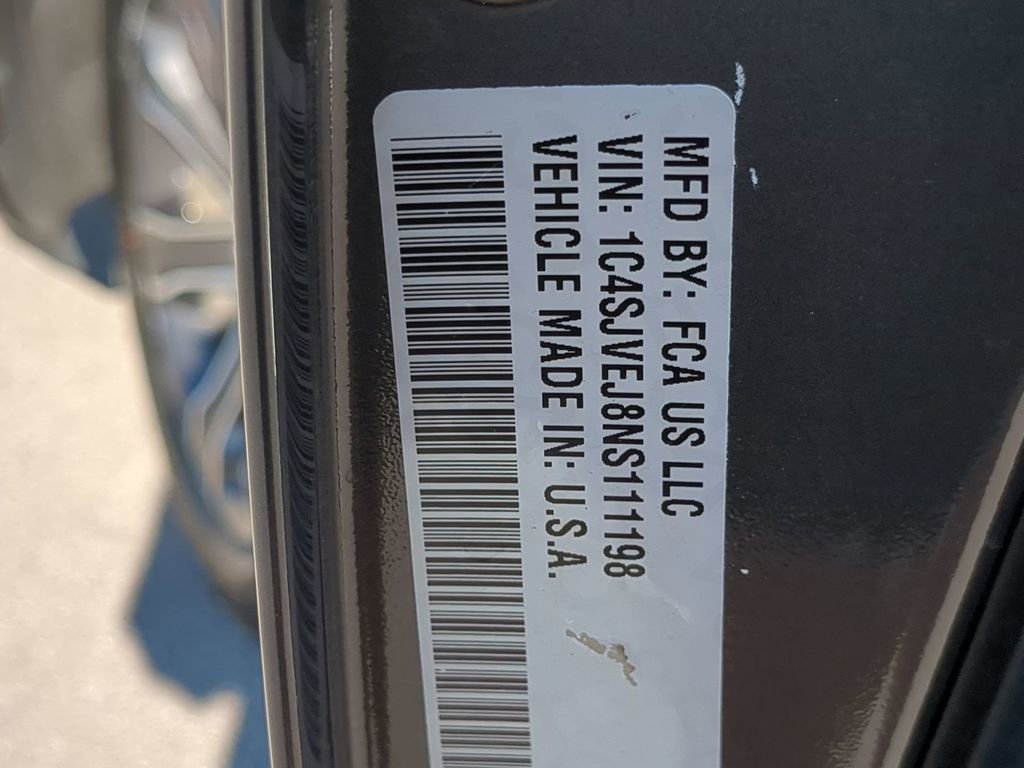 MFD BY: FCA US LLC
VIN: 1C4SJVEJ8NS111198
VEHICLE MADE IN: U.S.A.